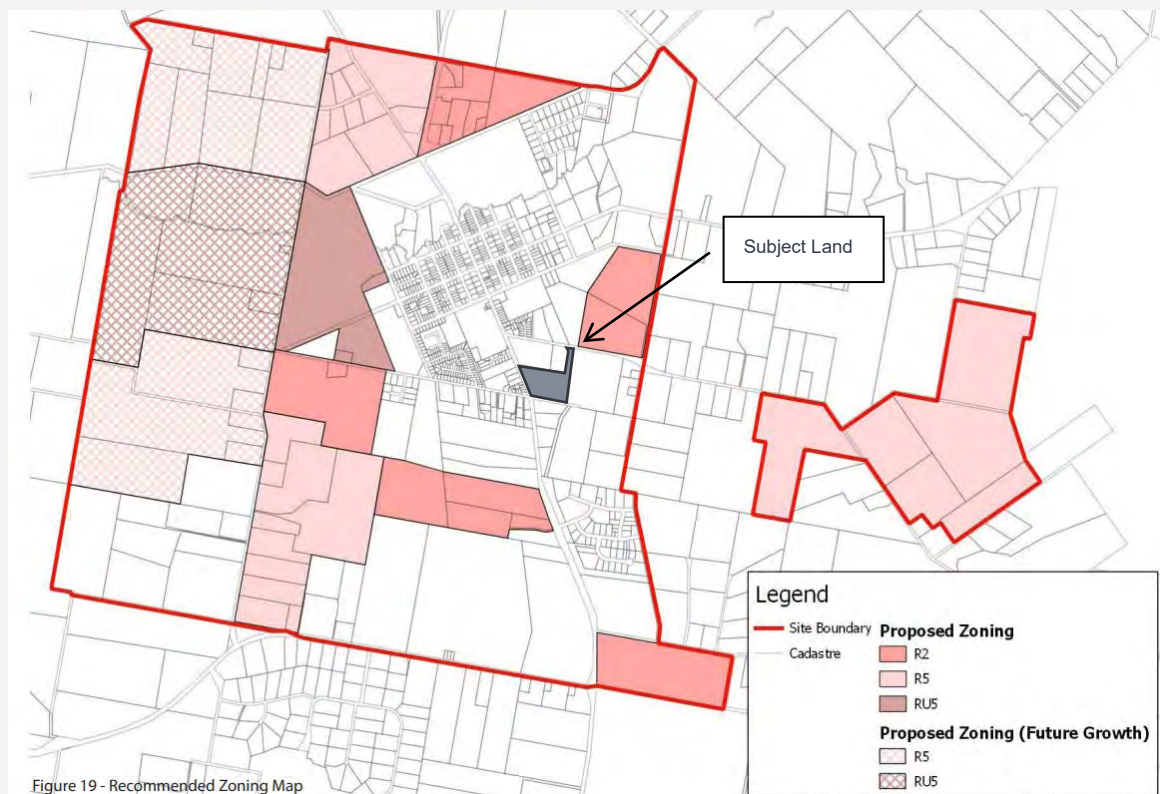 Subject Land
Legend
Site Boundary
Cadastre
Proposed Zoning
R2
R5
RU5
Proposed Zoning (Future Growth)
R5
RU5
Figure 19 - Recommended Zoning Map